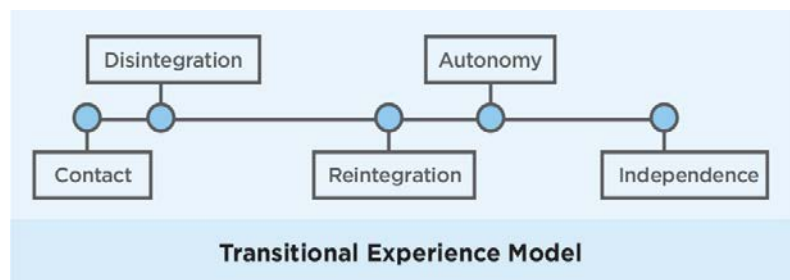 Disintegration
Autonomy
Contact
Reintegration
Independence
Transitional Experience Model